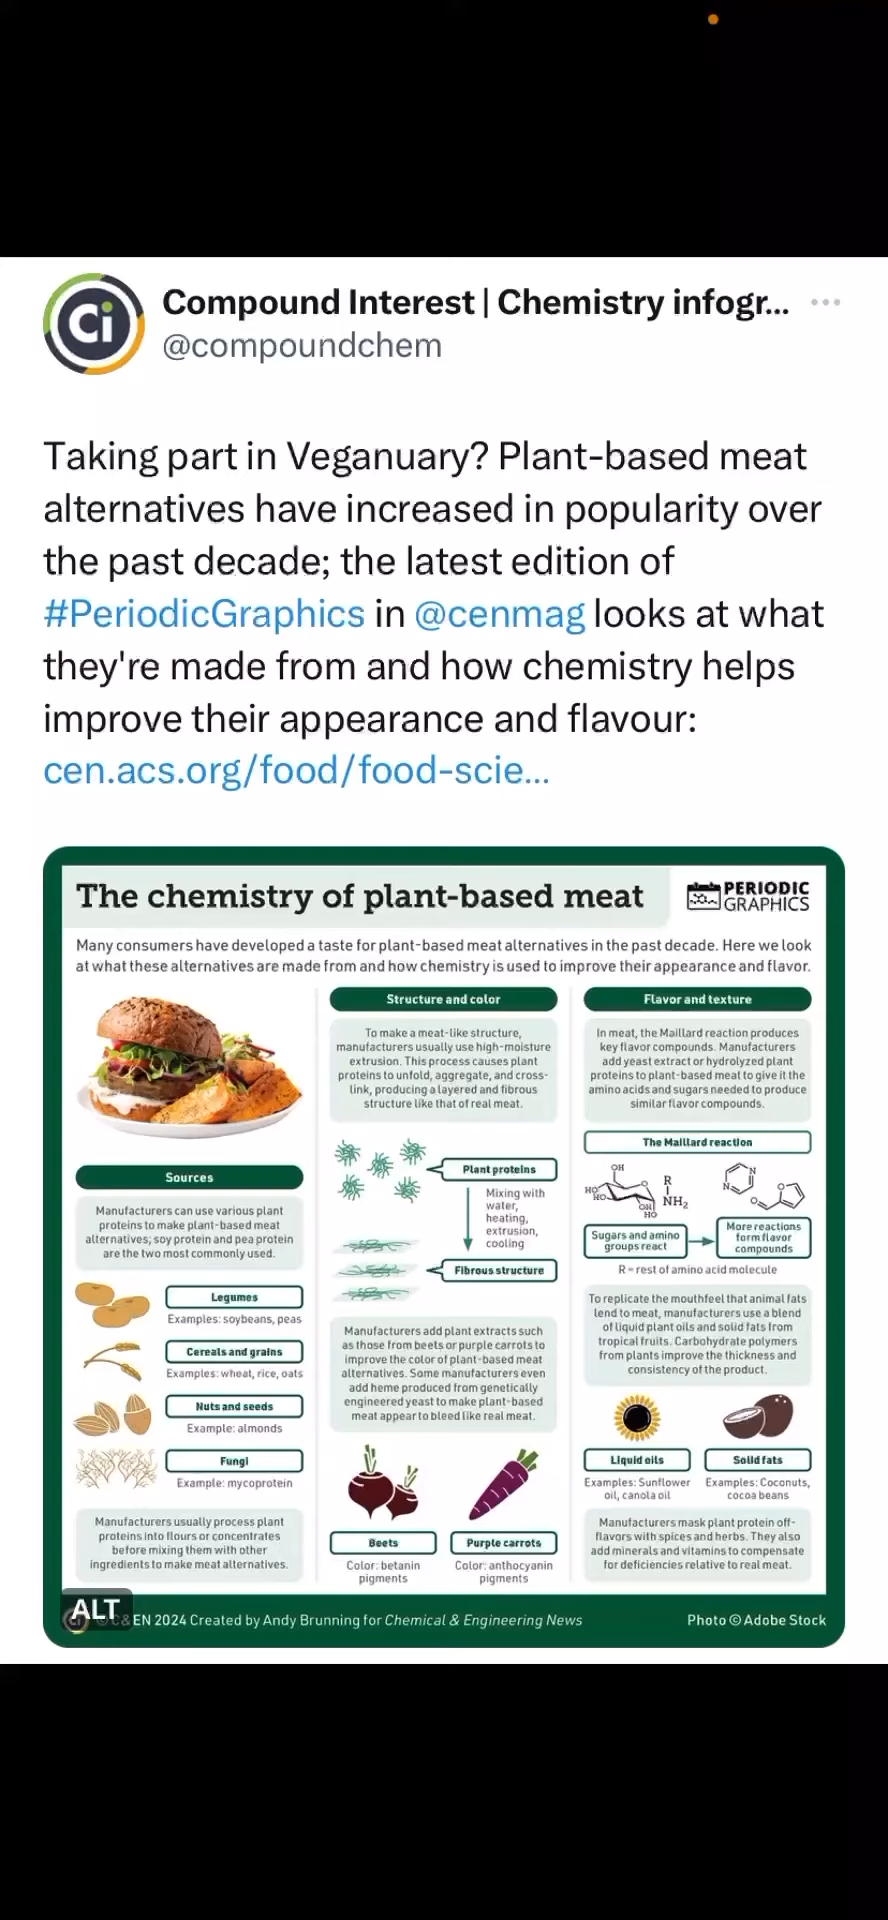 Ci
Compound Interest | Chemistry infogr...
@compoundchem
Taking part in Veganuary? Plant-based meat
alternatives have increased in popularity over
the past decade; the latest edition of
#PeriodicGraphics in @cenmag looks at what
they're made from and how chemistry helps
improve their appearance and flavour:
cen.acs.org/food/food-scie...
The chemistry of plant-based meat
PERIODIC
GRAPHICS
Many consumers have developed a taste for plant-based meat alternatives in the past decade. Here we look
at what these alternatives are made from and how chemistry is used to improve their appearance and flavor.
Sources
Manufacturers can use various plant
proteins to make plant-based meat
alternatives; soy protein and pea protein
are the two most commonly used.
Legumes
Examples: soybeans, peas
Cereals and grains
Examples: wheat, rice, oats
Nuts and seeds
Example: almonds
Fungi
Example: mycoprotein
Manufacturers usually process plant
proteins into flours or concentrates
before mixing them with other
ingredients to make meat alternatives.
Structure and color
To make a meat-like structure,
manufacturers usually use high-moisture
extrusion. This process causes plant
proteins to unfold, aggregate, and cross-
link, producing a layered and fibrous
structure like that of real meat.
Plant proteins
Mixing with
water,
heating,
extrusion,
cooling
Fibrous structure
Manufacturers add plant extracts such
as those from beets or purple carrots to
improve the color of plant-based meat
alternatives. Some manufacturers even
add heme produced from genetically
engineered yeast to make plant-based
meat appear to bleed like real meat.
Beets
Color: betanin
pigments
Purple carrots
Color: anthocyanin
pigments
Flavor and texture
In meat, the Maillard reaction produces
key flavor compounds. Manufacturers
add yeast extract or hydrolyzed plant
proteins to plant-based meat to give it the
amino acids and sugars needed to produce
similar flavor compounds.
The Maillard reaction
OH
HO
HO
O
OH
HO
R
NH₂
N
N
O
O
Sugars and amino
groups react
More reactions
form flavor
compounds
R = rest of amino acid molecule
To replicate the mouthfeel that animal fats
lend to meat, manufacturers use a blend
of liquid plant oils and solid fats from
tropical fruits. Carbohydrate polymers
from plants improve the thickness and
consistency of the product.
Liquid oils
Examples: Sunflower
oil, canola oil
Solid fats
Examples: Coconuts,
cocoa beans
Manufacturers mask plant protein off-
flavors with spices and herbs. They also
add minerals and vitamins to compensate
for deficiencies relative to real meat.
ALT
© C&EN 2024 Created by Andy Brunning for Chemical & Engineering News
Photo © Adobe Stock